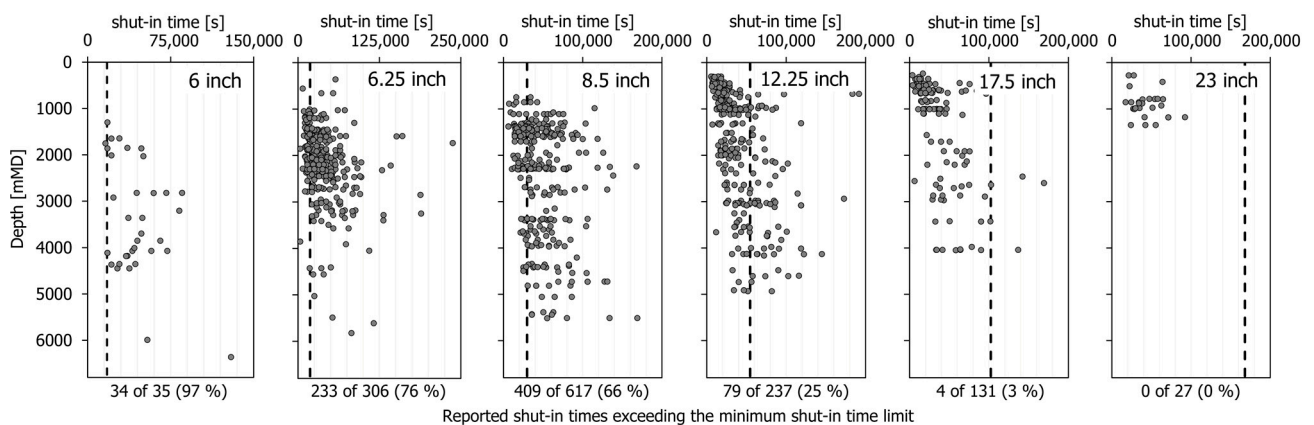 shut-in time [s] shut-in time [s] shut-in time [s] shut-in time [s] shut-in time [s] shut-in time [s]
0 75,000 150,000 0 125,000 250,000 0 100,000 200,000 0 100,000 200,000 0 100,000 200,000 0 100,000 200,000
0
6 inch 6.25 inch 8.5 inch 12.25 inch 17.5 inch 23 inch
1000
2000
3000
Depth [mMD]
4000
5000
6000
34 of 35 (97 %) 233 of 306 (76 %) 409 of 617 (66 %) 79 of 237 (25 %) 4 of 131 (3 %) 0 of 27 (0 %)
Reported shut-in times exceeding the minimum shut-in time limit